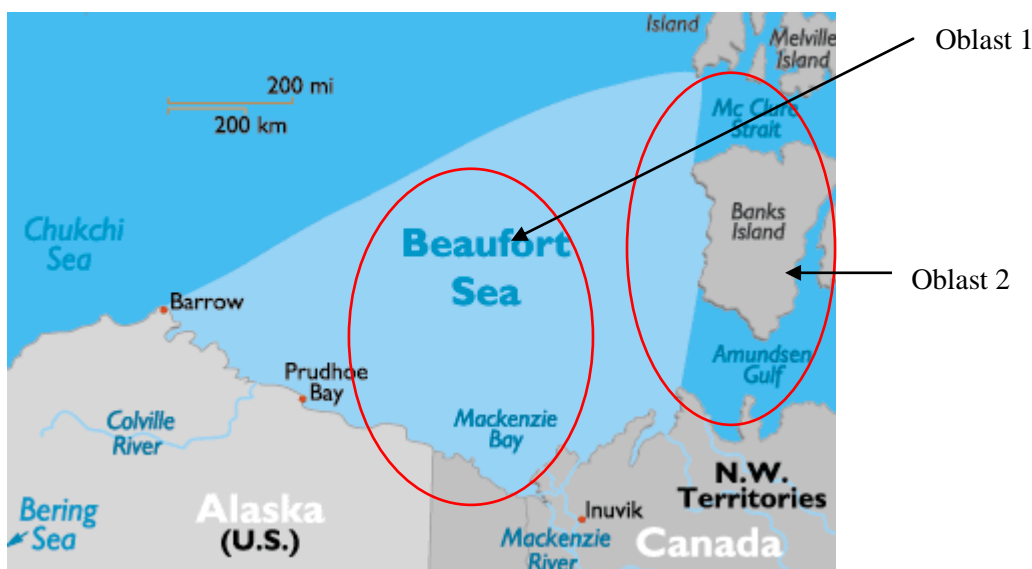 Island
Melville
Island
Oblast 1
200 mi
200 km
Mc Clure
Strait
Chukchi
Sea
Beaufort
Sea
Banks
Island
Oblast 2
Barrow
Prudhoe
Bay
Amundsen
Gulf
Colville
River
Mackenzie
Bay
N.W.
Territories
Bering
Sea
Alaska
(U.S.)
Inuvik
Mackenzie
River
Canada